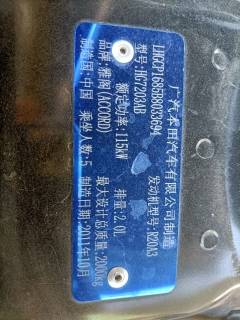 广汽本田汽车有限公司制造
LHGCP1685B8033694
型号:HG7203AB 发动机型号:R20A3
额定功率:115kW 排量:2.0L
品牌:雅阁(ACCORD) 最大设计总质量:2000kg
制造国:中国 乘坐人数:5 制造日期:2011年10月